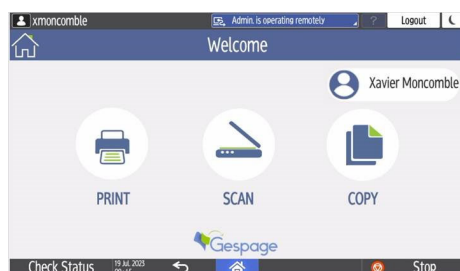 xmoncomble
Admin. is operating remotely
?
Logout
Welcome
Xavier Moncomble
PRINT
SCAN
COPY
Gespage
Check Status
19 Jul. 2023
Stop